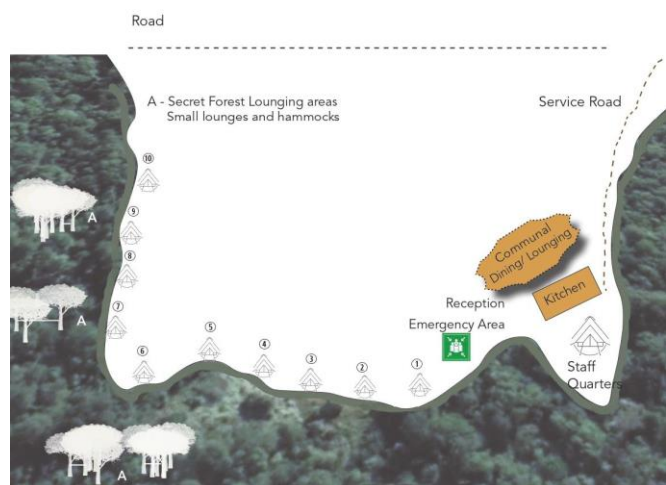 Road
A - Secret Forest Lounging areas
Small lounges and hammocks
Service Road
10
A
9
8
Communal
Dining/ Lounging
Kitchen
Reception
Emergency Area
A
7
6
5
4
3
2
1
Staff
Quarters
A